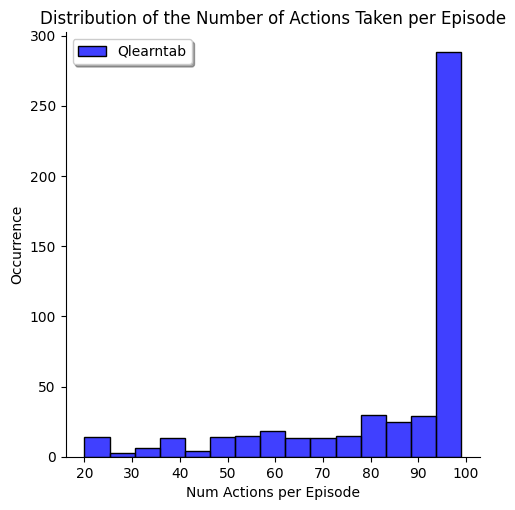 Distribution of the Number of Actions Taken per Episode
Qlearntab
300
250
200
150
100
50
0
Occurrence
20 30 40 50 60 70 80 90 100
Num Actions per Episode